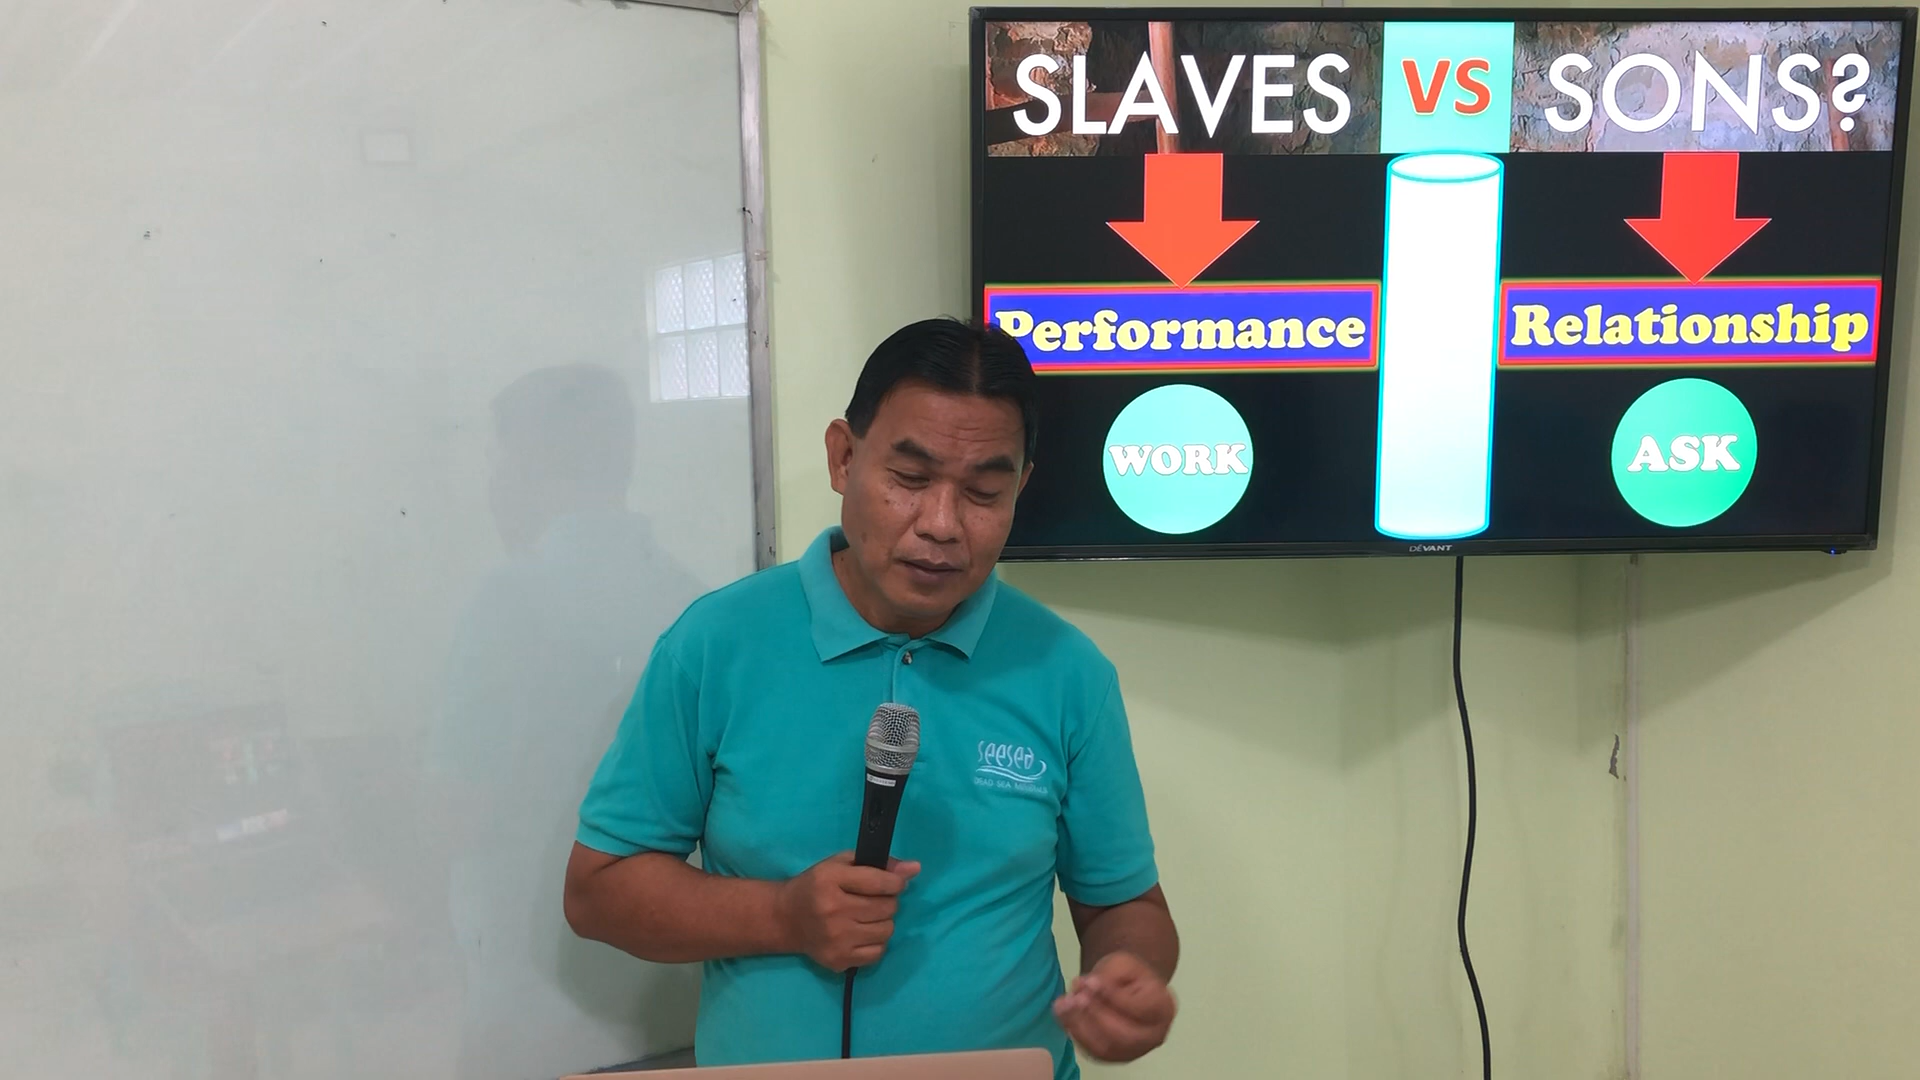 SLAVES VS SONS?
Performance
Relationship
WORK
ASK
DEVANT
seesea
DEAD SEA MINERALS